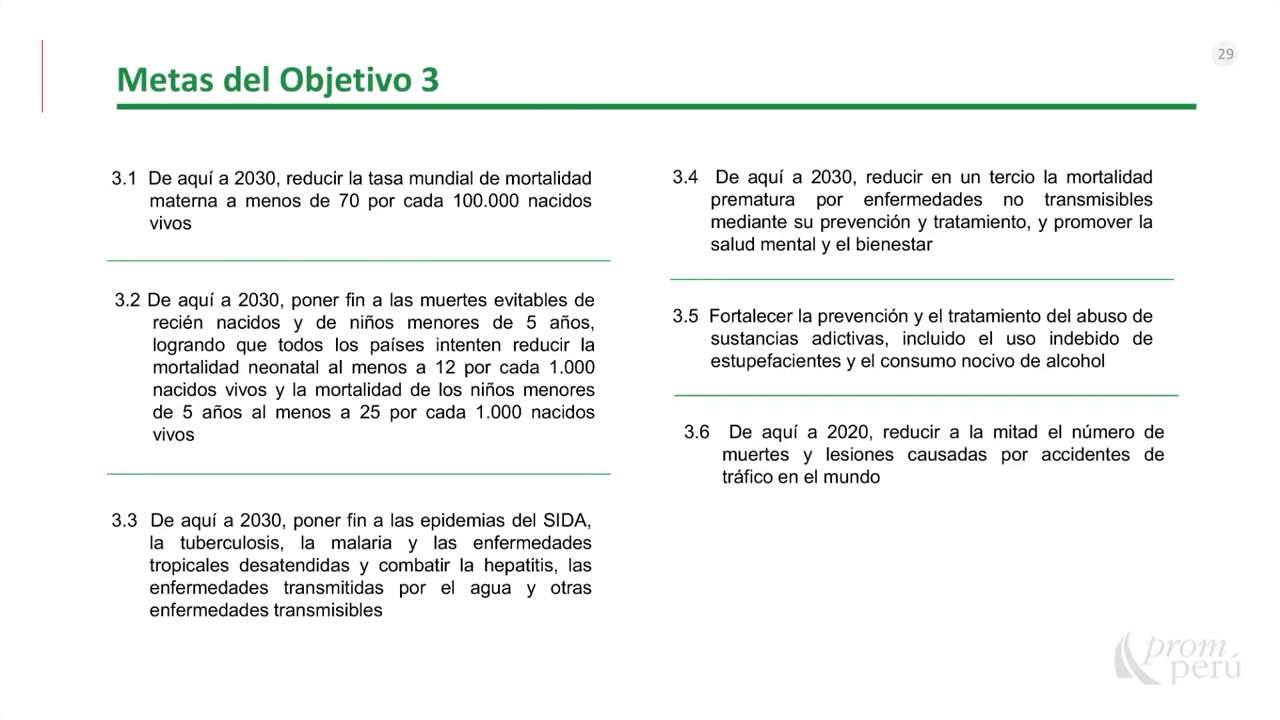 29
Metas del Objetivo 3
3.1 De aquí a 2030, reducir la tasa mundial de mortalidad
materna a menos de 70 por cada 100.000 nacidos
vivos
3.2 De aquí a 2030, poner fin a las muertes evitables de
recién nacidos y de niños menores de 5 años,
logrando que todos los países intenten reducir la
mortalidad neonatal al menos a 12 por cada 1.000
nacidos vivos y la mortalidad de los niños menores
de 5 años al menos a 25 por cada 1.000 nacidos
vivos
3.3 De aquí a 2030, poner fin a las epidemias del SIDA,
la tuberculosis, la malaria y las enfermedades
tropicales desatendidas y combatir la hepatitis, las
enfermedades transmitidas por el agua y otras
enfermedades transmisibles
3.4 De aquí a 2030, reducir en un tercio la mortalidad
prematura por enfermedades no transmisibles
mediante su prevención y tratamiento, y promover la
salud mental y el bienestar
3.5 Fortalecer la prevención y el tratamiento del abuso de
sustancias adictivas, incluido el uso indebido de
estupefacientes y el consumo nocivo de alcohol
3.6 De aquí a 2020, reducir a la mitad el número de
muertes y lesiones causadas por accidentes de
tráfico en el mundo
prom
perú